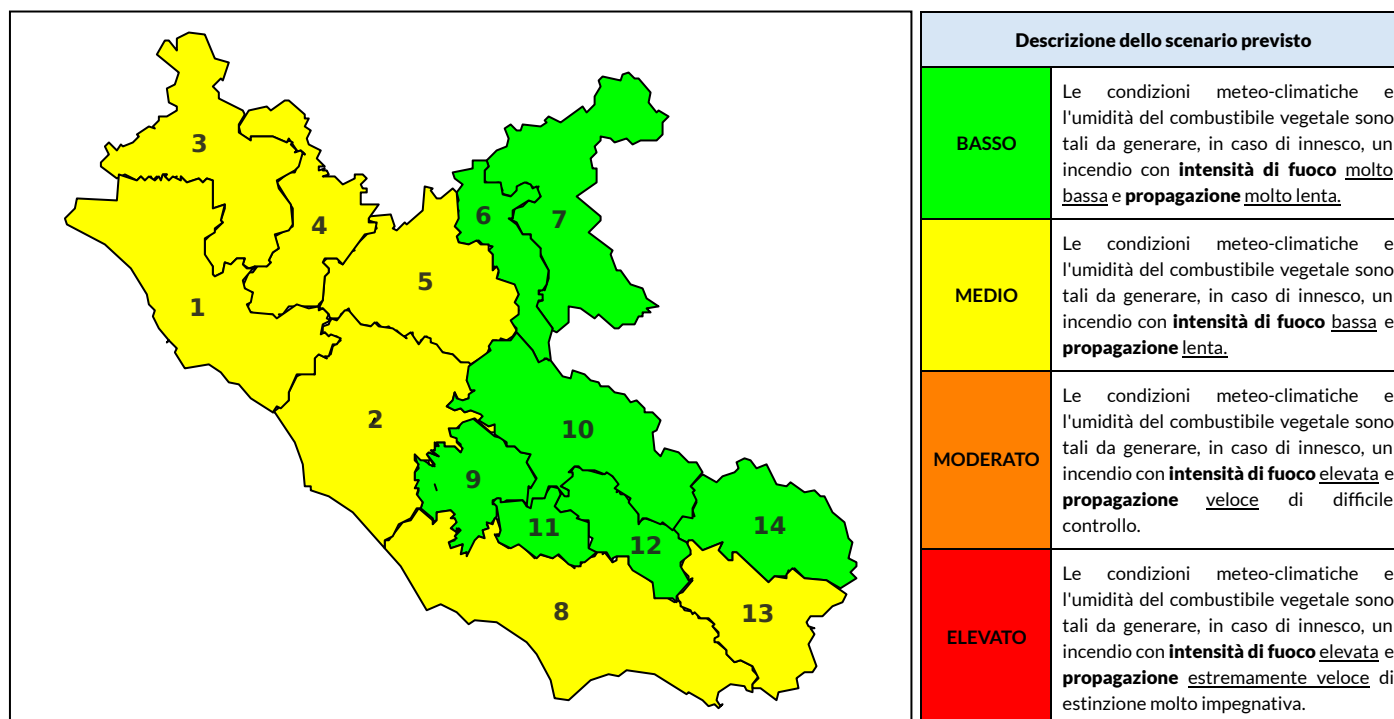 3
4
6
7
5
1
2
10
9
11
12
14
8
13
Descrizione dello scenario previsto
BASSO
Le condizioni meteo-climatiche e
l'umidità del combustibile vegetale sono
tali da generare, in caso di innesco, un
incendio con intensità di fuoco molto
bassa e propagazione molto lenta.
MEDIO
Le condizioni meteo-climatiche e
l'umidità del combustibile vegetale sono
tali da generare, in caso di innesco, un
incendio con intensità di fuoco bassa e
propagazione lenta.
MODERATO
Le condizioni meteo-climatiche e
l'umidità del combustibile vegetale sono
tali da generare, in caso di innesco, un
incendio con intensità di fuoco elevata e
propagazione veloce di difficile
controllo.
ELEVATO
Le condizioni meteo-climatiche e
l'umidità del combustibile vegetale sono
tali da generare, in caso di innesco, un
incendio con intensità di fuoco elevata e
propagazione estremamente veloce di
estinzione molto impegnativa.